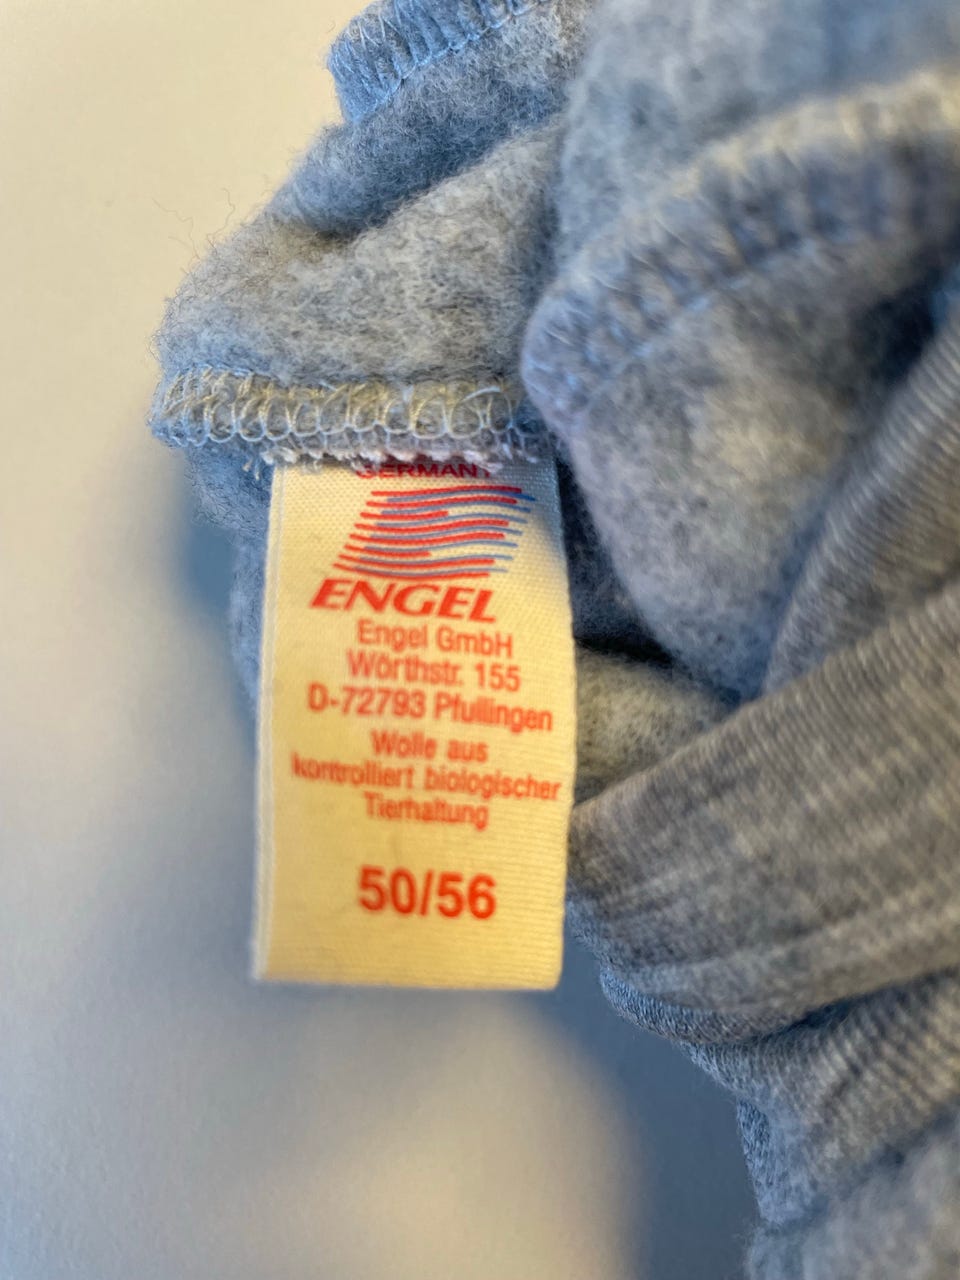 GERMANY
ENGEL
Engel GmbH
Wörthstr. 155
D-72793 Pfullingen
Wolle aus
kontrolliert biologischer
Tierhaltung
50/56